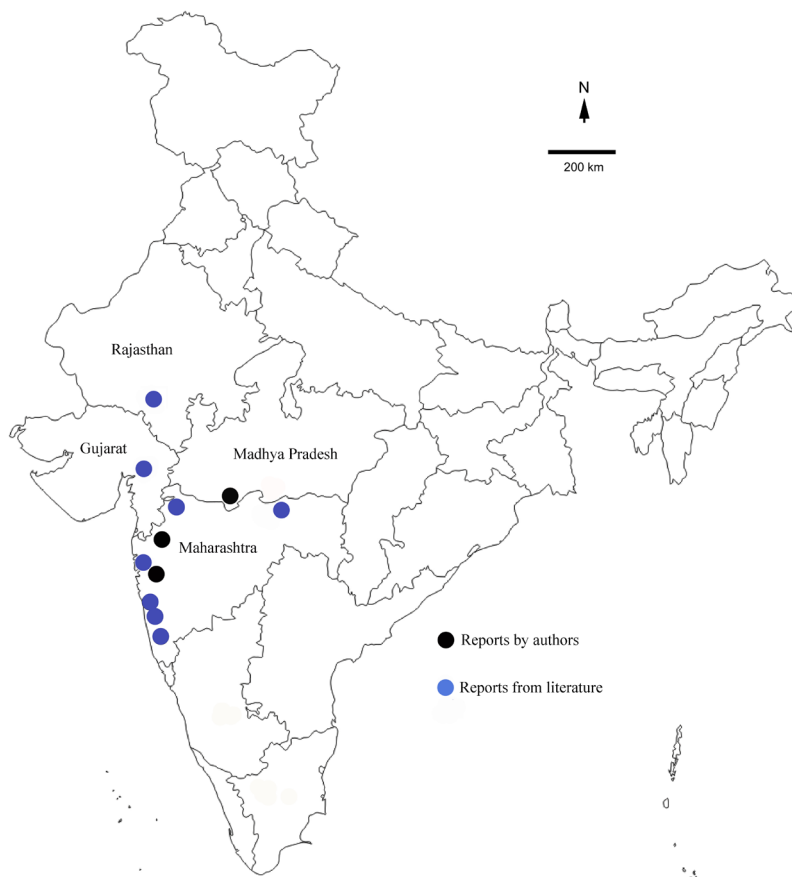 N
200 km
Rajasthan
Gujarat
Madhya Pradesh
Maharashtra
Reports by authors
Reports from literature